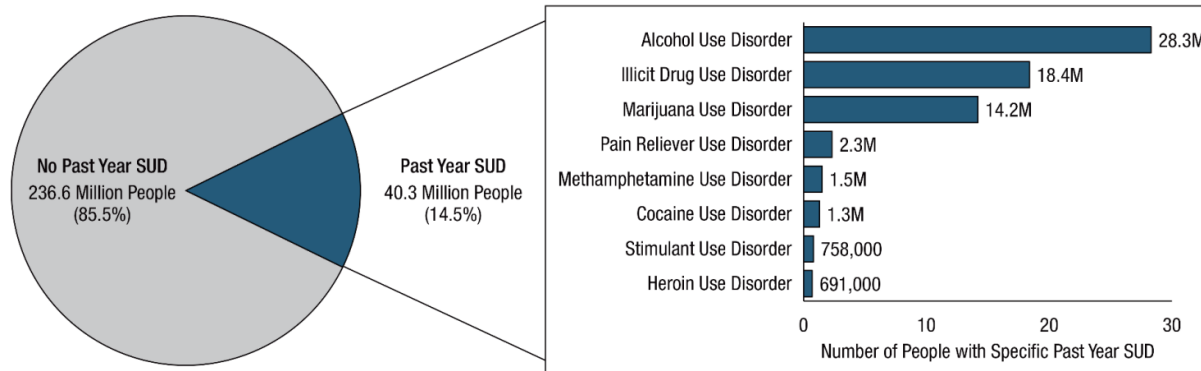 No Past Year SUD
236.6 Million People
(85.5%)
Past Year SUD
40.3 Million People
(14.5%)
Alcohol Use Disorder 28.3M
Illicit Drug Use Disorder 18.4M
Marijuana Use Disorder 14.2M
Pain Reliever Use Disorder 2.3M
Methamphetamine Use Disorder 1.5M
Cocaine Use Disorder 1.3M
Stimulant Use Disorder 758,000
Heroin Use Disorder 691,000
0 10 20 30
Number of People with Specific Past Year SUD